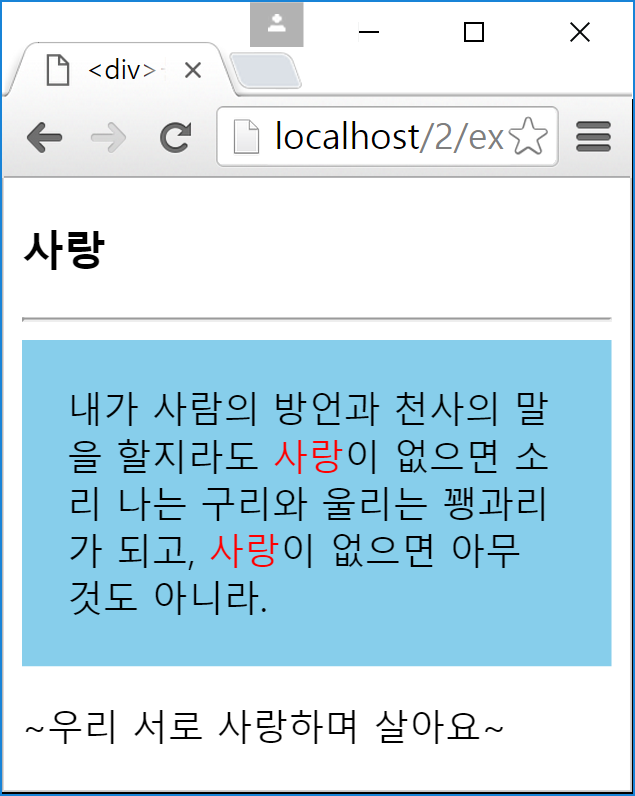 <div>
localhost/2/ex
사랑
내가 사람의 방언과 천사의 말
을 할지라도 사랑이 없으면 소
리 나는 구리와 울리는 꽹과리
가 되고, 사랑이 없으면 아무
것도 아니라.
~우리 서로 사랑하며 살아요~